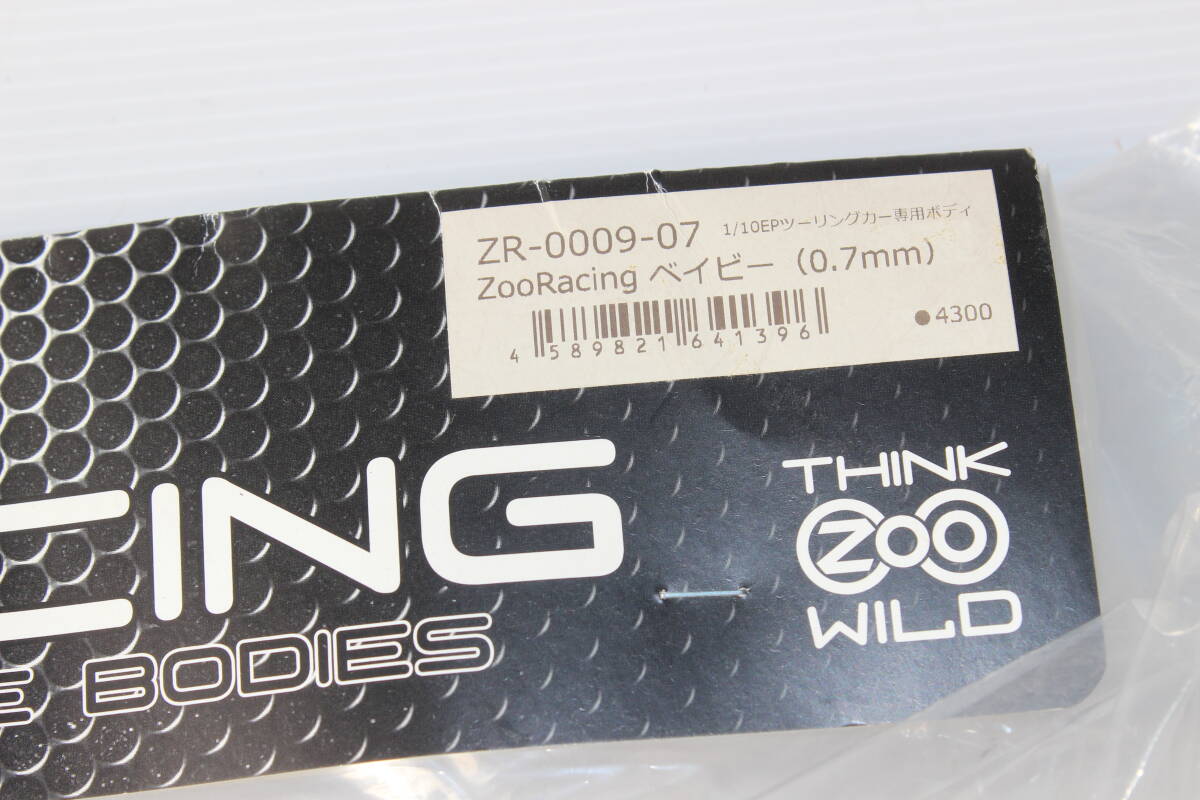 ZR-0009-07 1/10EPツーリングカー専用ボディ
ZooRacing ベイビー（0.7mm）
●4300
4 589821 641396
CING
E BODIES
THINK
ZOO
WILD